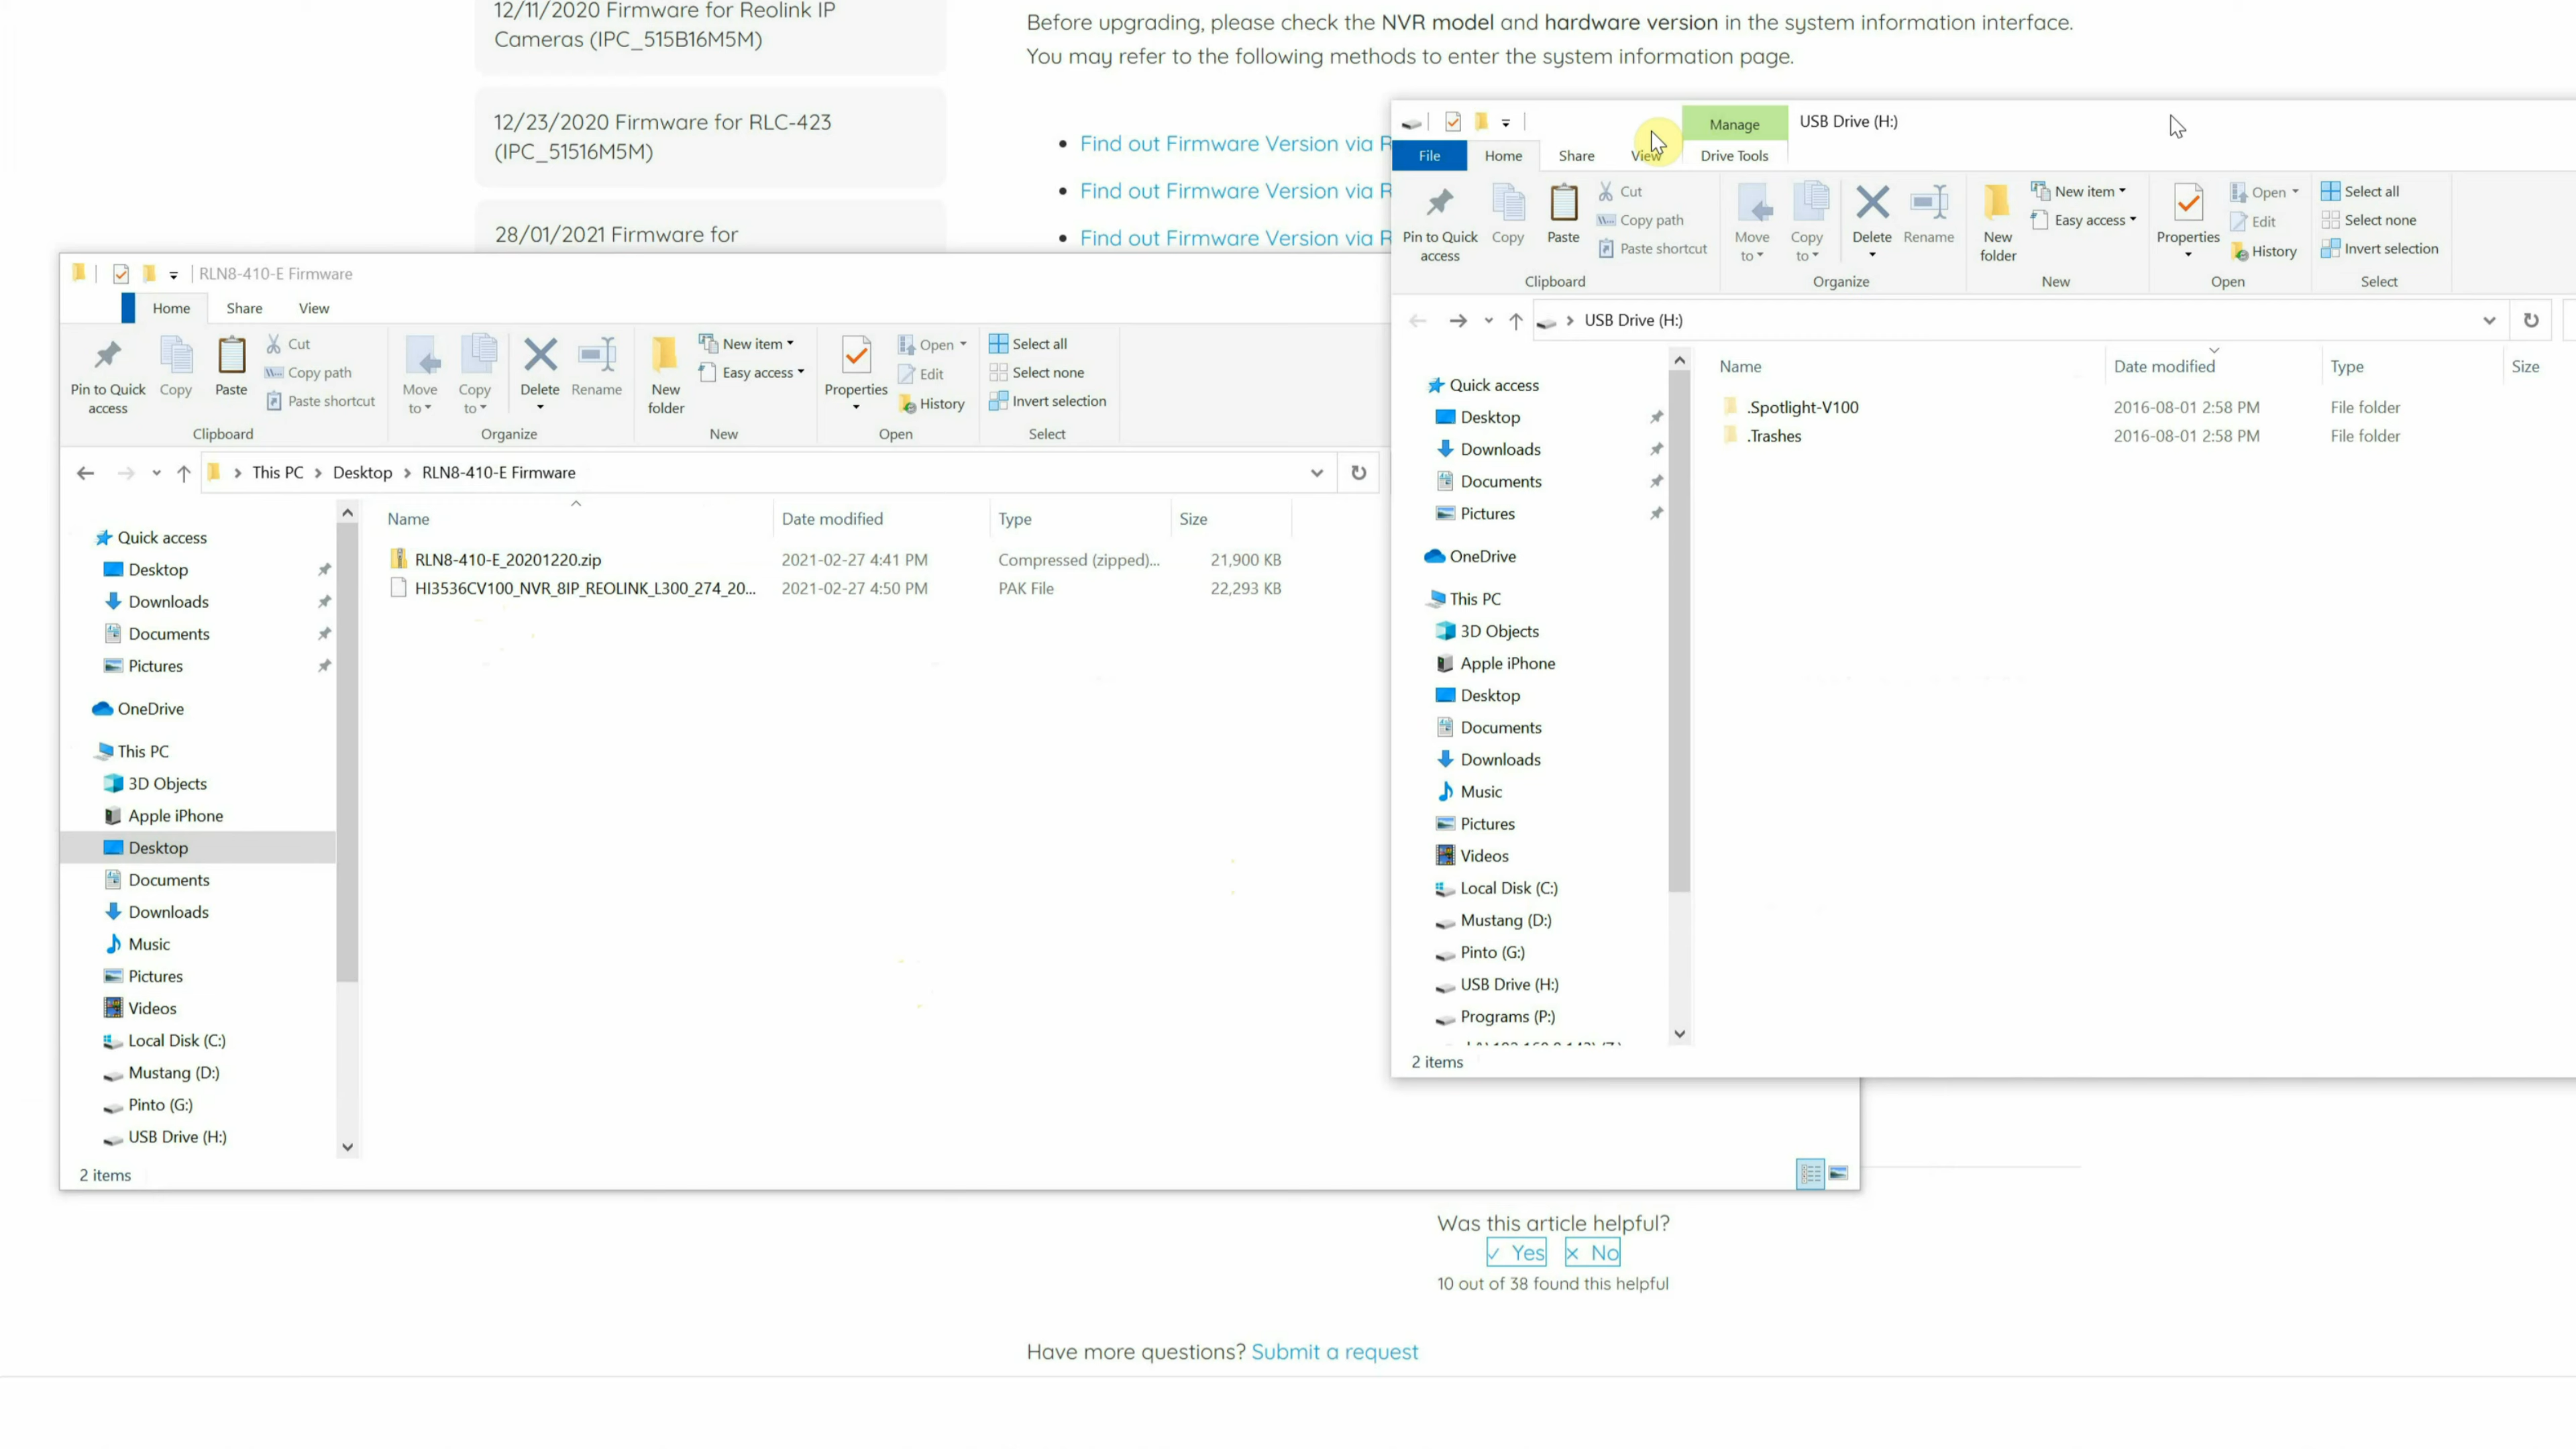 12/11/2020 Firmware for Reolink IP
Cameras (IPC_515B16M5M)
12/23/2020 Firmware for RLC-423
(IPC_51516M5M)
28/01/2021 Firmware for
Before upgrading, please check the NVR model and hardware version in the system information interface.
You may refer to the following methods to enter the system information page.
Find out Firmware Version via R
Find out Firmware Version via R
Find out Firmware Version via R
RLN8-410-E Firmware
Home Share View
Pin to Quick access
Copy
Paste
Cut
Copy path
Paste shortcut
Clipboard
Move to
Copy to
Delete
Rename
Organize
New folder
New item
Easy access
New
Properties
Open
Edit
History
Open
Select all
Select none
Invert selection
Select
This PC > Desktop > RLN8-410-E Firmware
Quick access
Desktop
Downloads
Documents
Pictures
OneDrive
This PC
3D Objects
Apple iPhone
Desktop
Documents
Downloads
Music
Pictures
Videos
Local Disk (C:)
Mustang (D:)
Pinto (G:)
USB Drive (H:)
Name Date modified Type Size
RLN8-410-E_20201220.zip 2021-02-27 4:41 PM Compressed (zipped)... 21,900 KB
HI3536CV100_NVR_8IP_REOLINK_L300_274_20... 2021-02-27 4:50 PM PAK File 22,293 KB
2 items
Manage USB Drive (H:)
File Home Share View Drive Tools
Pin to Quick access
Copy
Paste
Cut
Copy path
Paste shortcut
Clipboard
Move to
Copy to
Delete
Rename
Organize
New folder
New item
Easy access
New
Properties
Open
Edit
History
Open
Select all
Select none
Invert selection
Select
USB Drive (H:)
Quick access
Desktop
Downloads
Documents
Pictures
OneDrive
This PC
3D Objects
Apple iPhone
Desktop
Documents
Downloads
Music
Pictures
Videos
Local Disk (C:)
Mustang (D:)
Pinto (G:)
USB Drive (H:)
Programs (P:)
Name Date modified Type Size
.Spotlight-V100 2016-08-01 2:58 PM File folder
.Trashes 2016-08-01 2:58 PM File folder
2 items
Was this article helpful?
✓ Yes × No
10 out of 38 found this helpful
Have more questions? Submit a request